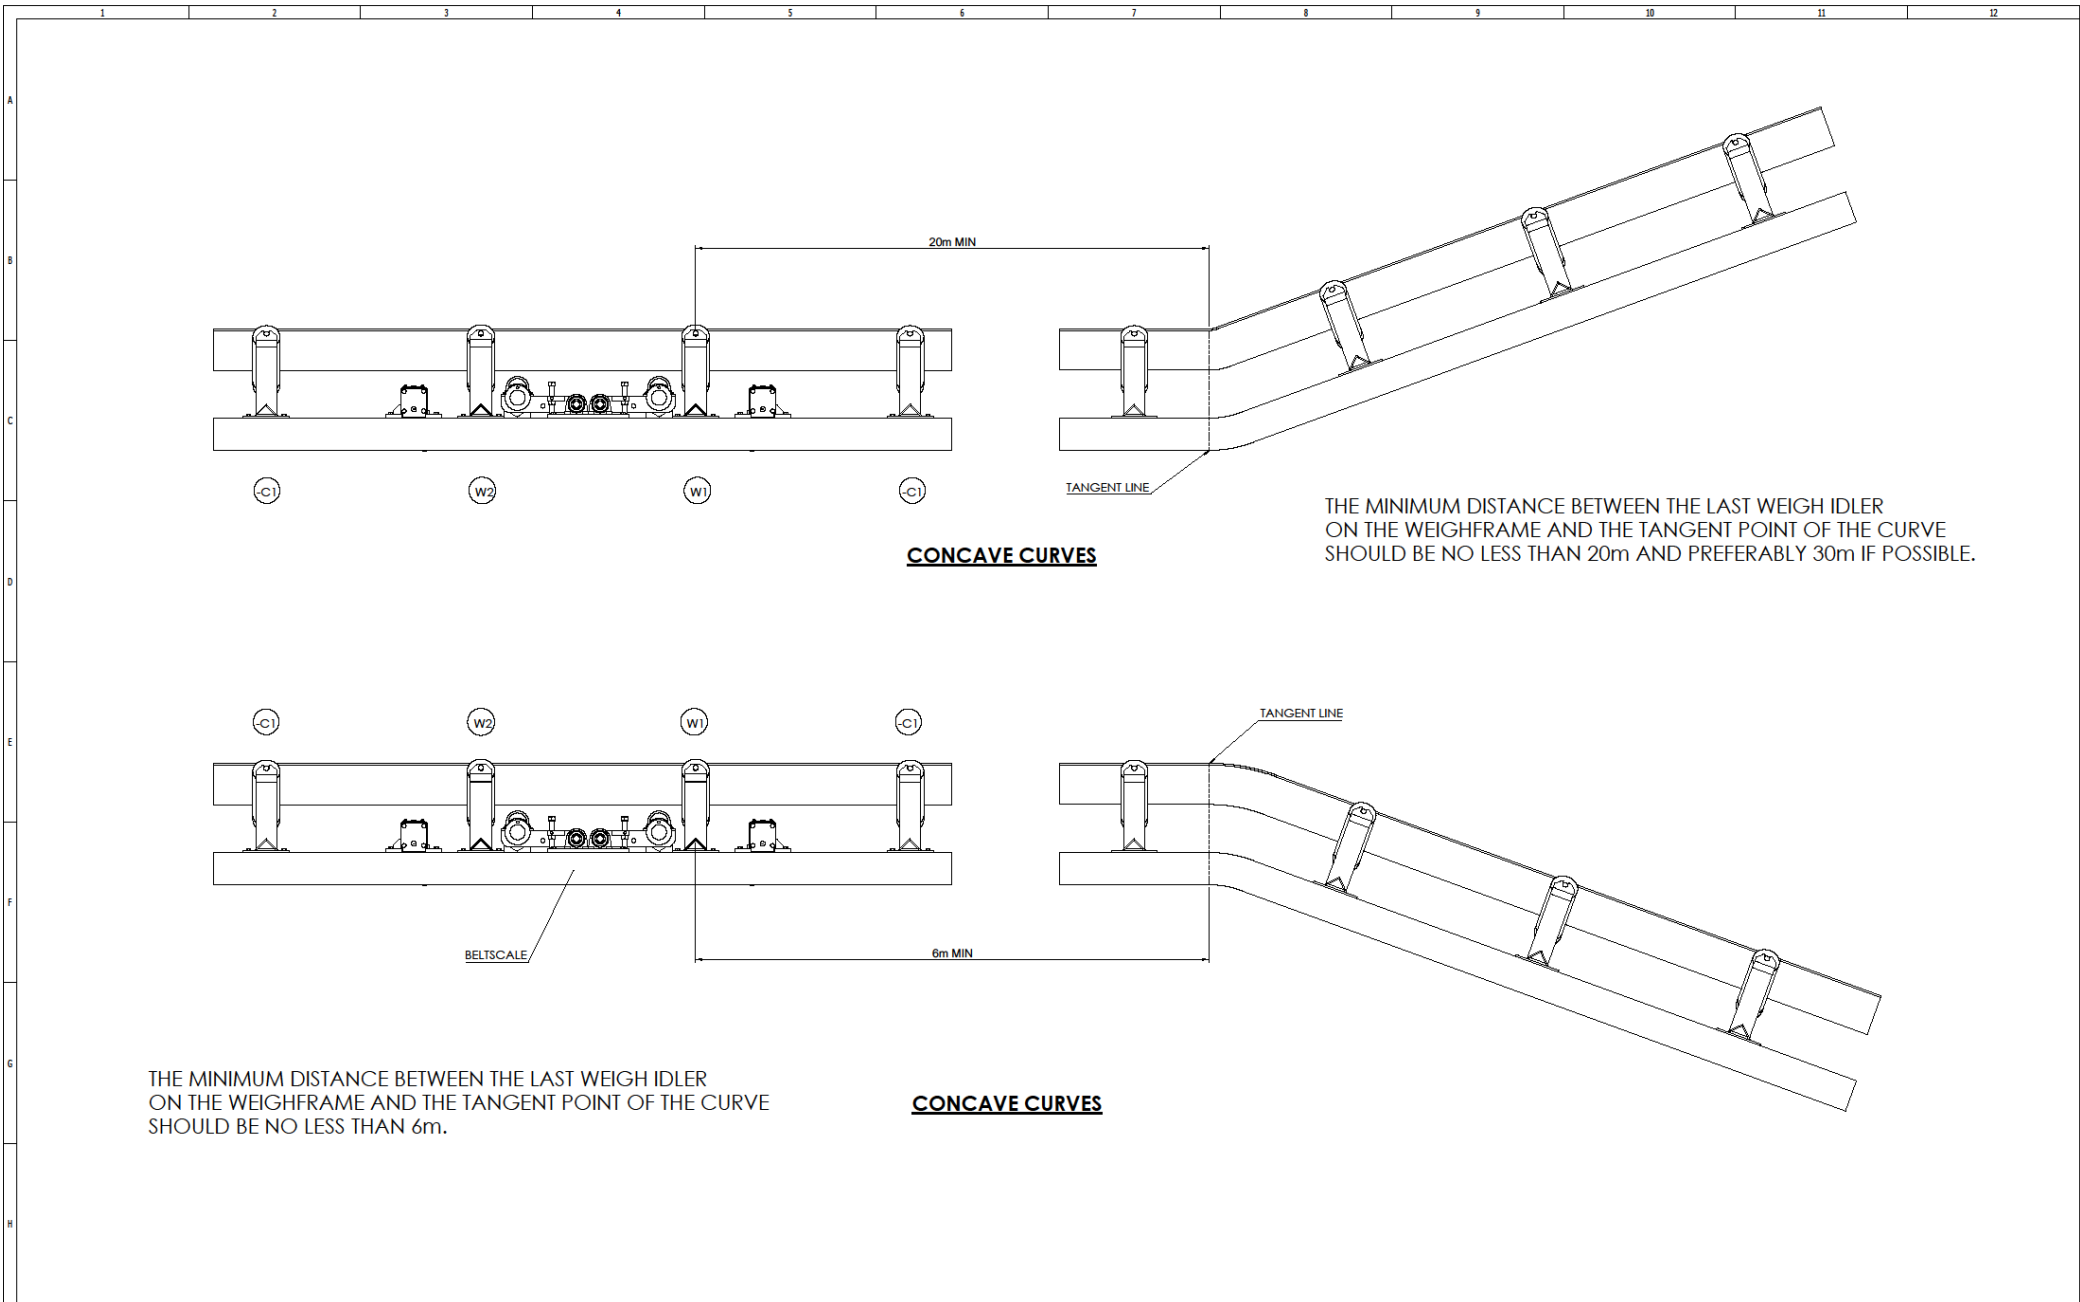 1 2 3 4 5 6 7 8 9 10 11 12
A
B
20m MIN
C
-C1 W2 W1 -C1
TANGENT LINE
THE MINIMUM DISTANCE BETWEEN THE LAST WEIGH IDLER
ON THE WEIGHFRAME AND THE TANGENT POINT OF THE CURVE
SHOULD BE NO LESS THAN 20m AND PREFERABLY 30m IF POSSIBLE.
CONCAVE CURVES
D
-C1 W2 W1 -C1
TANGENT LINE
E
F
BELTSCALE
6m MIN
G
THE MINIMUM DISTANCE BETWEEN THE LAST WEIGH IDLER
ON THE WEIGHFRAME AND THE TANGENT POINT OF THE CURVE
SHOULD BE NO LESS THAN 6m.
CONCAVE CURVES
H